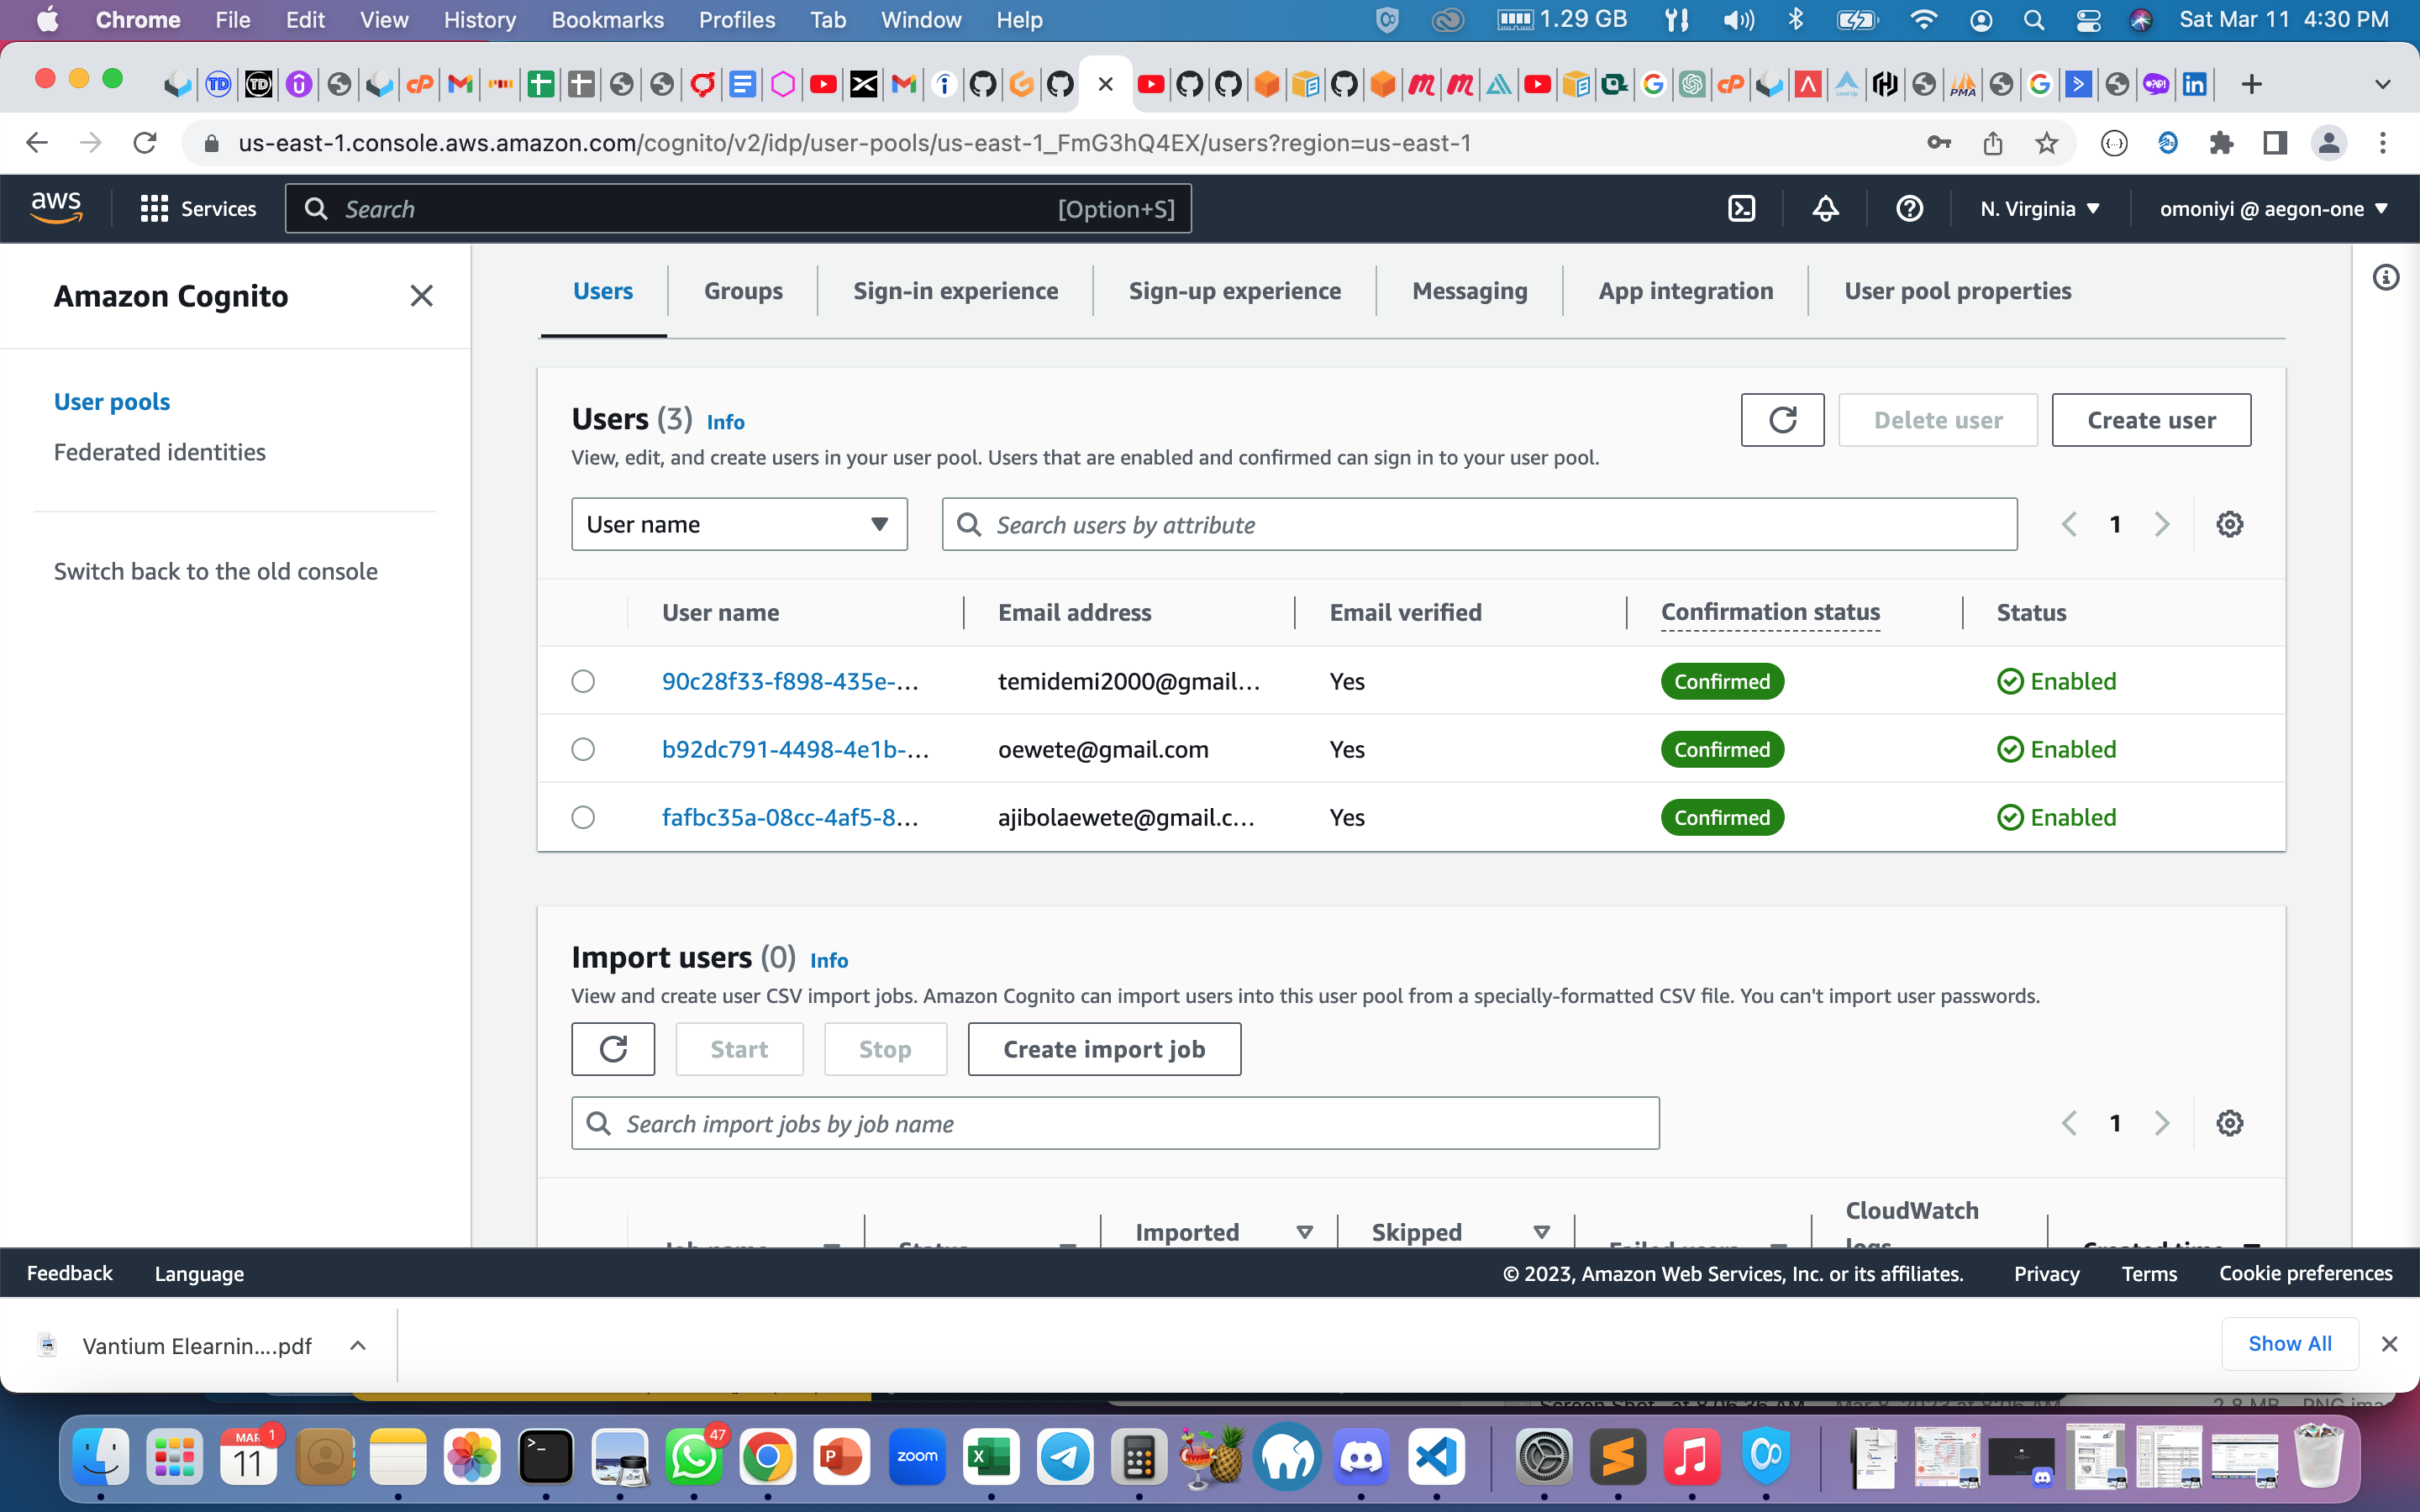 Chrome File Edit View History Bookmarks Profiles Tab Window Help 1.29 GB Sat Mar 11 4:30 PM
us-east-1.console.aws.amazon.com/cognito/v2/idp/user-pools/us-east-1_FmG3hQ4EX/users?region=us-east-1
aws Services Search [Option+S] N. Virginia omoniyi @ aegon-one
Amazon Cognito
User pools
Federated identities
Switch back to the old console
Users Groups Sign-in experience Sign-up experience Messaging App integration User pool properties
Users (3) Info
Delete user Create user
View, edit, and create users in your user pool. Users that are enabled and confirmed can sign in to your user pool.
User name Search users by attribute 1
User name Email address Email verified Confirmation status Status
90c28f33-f898-435e-... temidemi2000@gmail... Yes Confirmed Enabled
b92dc791-4498-4e1b-... oewete@gmail.com Yes Confirmed Enabled
fafbc35a-08cc-4af5-8... ajibolaewete@gmail.c... Yes Confirmed Enabled
Import users (0) Info
View and create user CSV import jobs. Amazon Cognito can import users into this user pool from a specially-formatted CSV file. You can't import user passwords.
Start Stop Create import job
Search import jobs by job name 1
Job name Status Imported Skipped Failed users CloudWatch logs Created time
Feedback Language © 2023, Amazon Web Services, Inc. or its affiliates. Privacy Terms Cookie preferences
Vantium Elearnin....pdf Show All
MAR 11 1 47 zoom